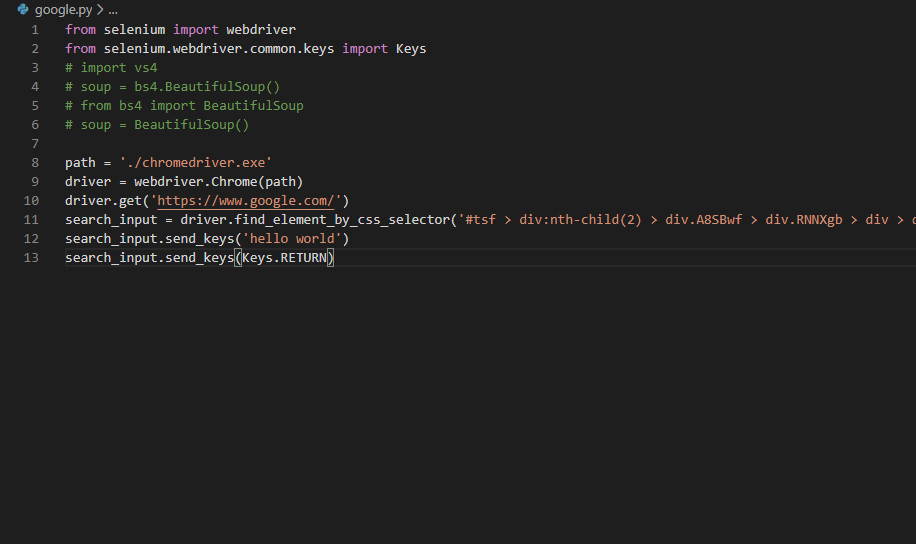 google.py > ...
1 from selenium import webdriver
2 from selenium.webdriver.common.keys import Keys
3 # import vs4
4 # soup = bs4.BeautifulSoup()
5 # from bs4 import BeautifulSoup
6 # soup = BeautifulSoup()
7
8 path = './chromedriver.exe'
9 driver = webdriver.Chrome(path)
10 driver.get('https://www.google.com/')
11 search_input = driver.find_element_by_css_selector('#tsf > div:nth-child(2) > div.A8SBwf > div.RNNXgb > div >
12 search_input.send_keys('hello world')
13 search_input.send_keys(Keys.RETURN)